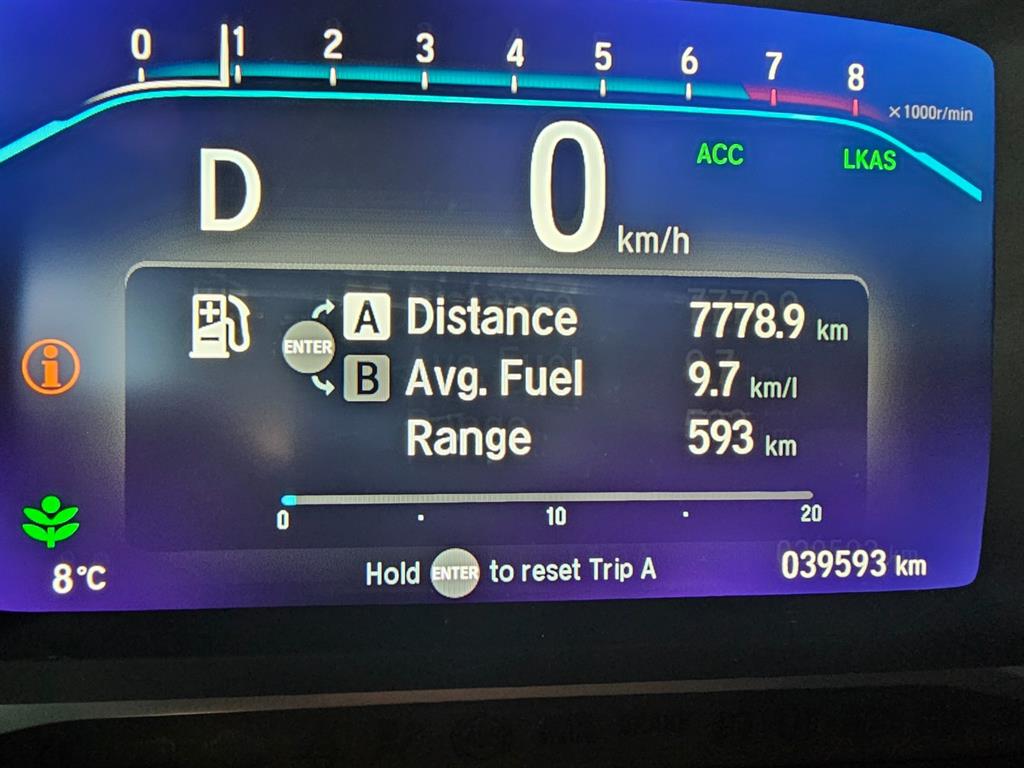 0 1 2 3 4 5 6 7 8
×1000r/min
D 0 km/h ACC LKAS
A Distance 7778.9 km
ENTER
B Avg. Fuel 9.7 km/l
Range 593 km
0 · 10 · 20
8°C Hold ENTER to reset Trip A 039593 km